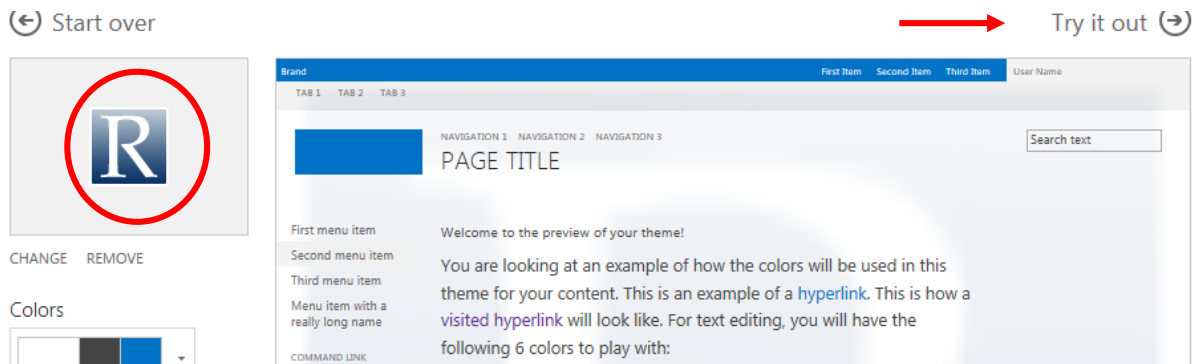 Start over
Try it out
Brand
First Item Second Item Third Item
User Name
TAB 1 TAB 2 TAB 3
R
NAVIGATION 1 NAVIGATION 2 NAVIGATION 3
PAGE TITLE
Search text
CHANGE REMOVE
Colors
First menu item
Second menu item
Third menu item
Menu item with a
really long name
COMMAND LINK
Welcome to the preview of your theme!
You are looking at an example of how the colors will be used in this
theme for your content. This is an example of a hyperlink. This is how a
visited hyperlink will look like. For text editing, you will have the
following 6 colors to play with: